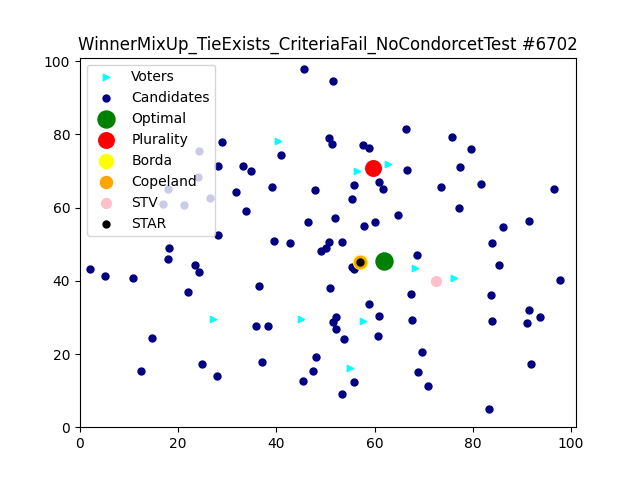 WinnerMixUp_TieExists_CriteriaFail_NoCondorcetTest #6702
100
80
60
40
20
0
0 20 40 60 80 100
Voters
Candidates
Optimal
Plurality
Borda
Copeland
STV
STAR